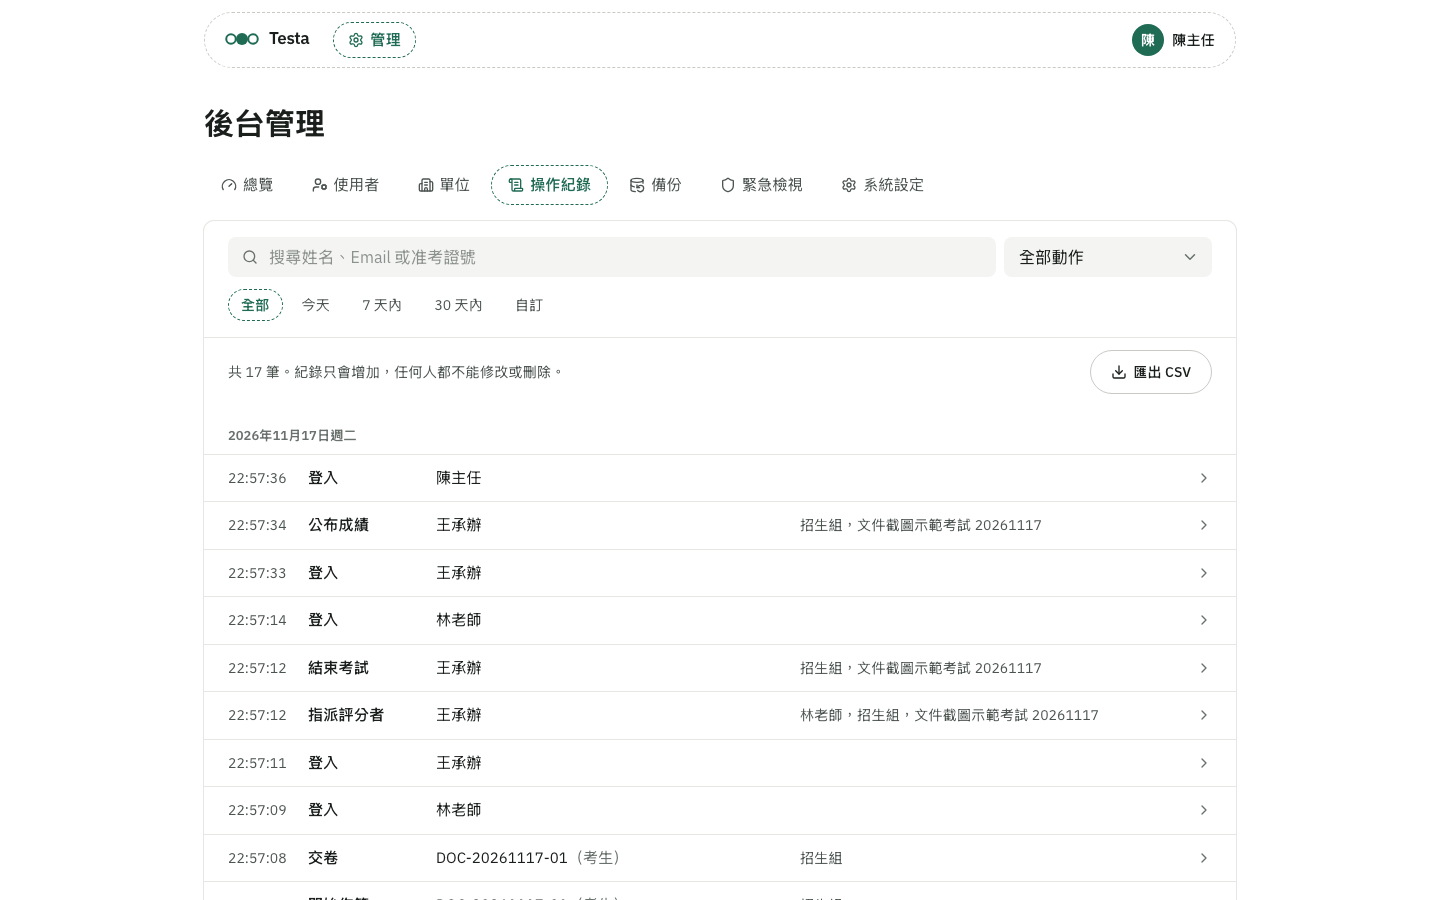 Testa 管理 陳 陳主任
後台管理
總覽 使用者 單位 操作紀錄 備份 緊急檢視 系統設定
搜尋姓名、Email 或准考證號 全部動作
全部 今天 7 天內 30 天內 自訂
共 17 筆。紀錄只會增加，任何人都不能修改或刪除。 匯出 CSV
2026年11月17日週二
22:57:36 登入 陳主任
22:57:34 公布成績 王承辦 招生組，文件截圖示範考試 20261117
22:57:33 登入 王承辦
22:57:14 登入 林老師
22:57:12 結束考試 王承辦 招生組，文件截圖示範考試 20261117
22:57:12 指派評分者 王承辦 林老師，招生組，文件截圖示範考試 20261117
22:57:11 登入 王承辦
22:57:09 登入 林老師
22:57:08 交卷 DOC-20261117-01（考生） 招生組